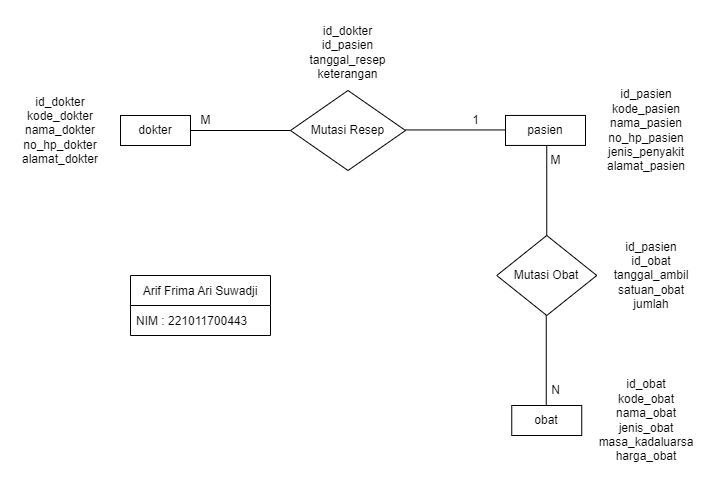 id_dokter
id_pasien
tanggal_resep
keterangan
id_dokter
kode_dokter
nama_dokter
no_hp_dokter
alamat_dokter
dokter
M
Mutasi Resep
1
pasien
id_pasien
kode_pasien
nama_pasien
no_hp_pasien
jenis_penyakit
alamat_pasien
M
Mutasi Obat
id_pasien
id_obat
tanggal_ambil
satuan_obat
jumlah
Arif Frima Ari Suwadji
NIM : 221011700443
N
obat
id_obat
kode_obat
nama_obat
jenis_obat
masa_kadaluarsa
harga_obat